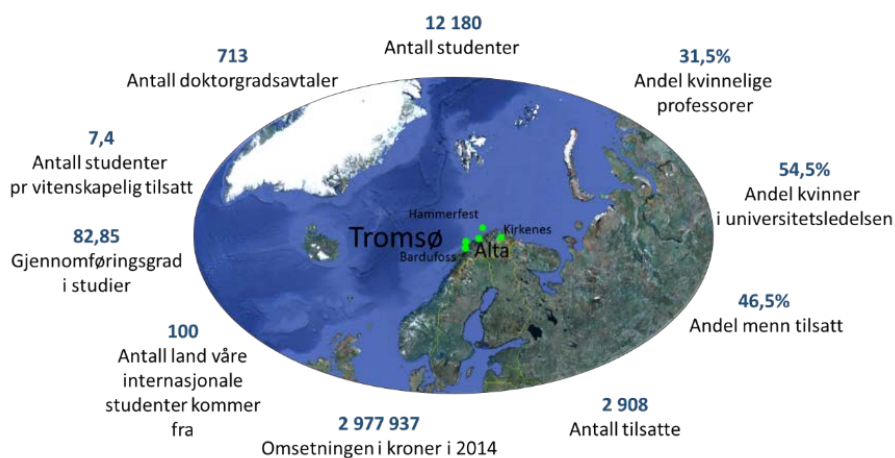 12 180
Antall studenter
713
Antall doktorgradsavtaler
31,5%
Andel kvinnelige
professorer
7,4
Antall studenter
pr vitenskapelig tilsatt
54,5%
Andel kvinner
i universitetsledelsen
Hammerfest
Tromsø
Kirkenes
Alta
Bardufoss
82,85
Gjennomføringsgrad
i studier
46,5%
Andel menn tilsatt
100
Antall land våre
internasjonale
studenter kommer
fra
2 977 937
Omsetningen i kroner i 2014
2 908
Antall tilsatte